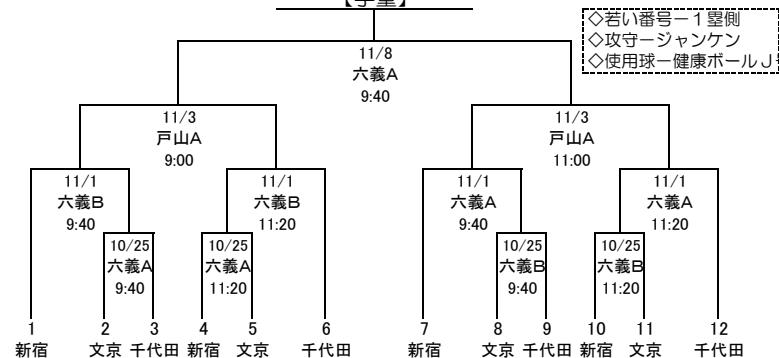 【学童】
◇若い番号－１塁側
◇攻守－ジャンケン
◇使用球－健康ボールＪ号
11/8
六義A
9:40
11/3
戸山A
9:00
11/3
戸山A
11:00
11/1
六義B
9:40
11/1
六義B
11:20
11/1
六義A
9:40
11/1
六義A
11:20
10/25
六義A
9:40
10/25
六義A
11:20
10/25
六義B
9:40
10/25
六義B
11:20
1 2 3 4 5 6 7 8 9 10 11 12
新宿 文京 千代田 新宿 文京 千代田 新宿 文京 千代田 新宿 文京 千代田